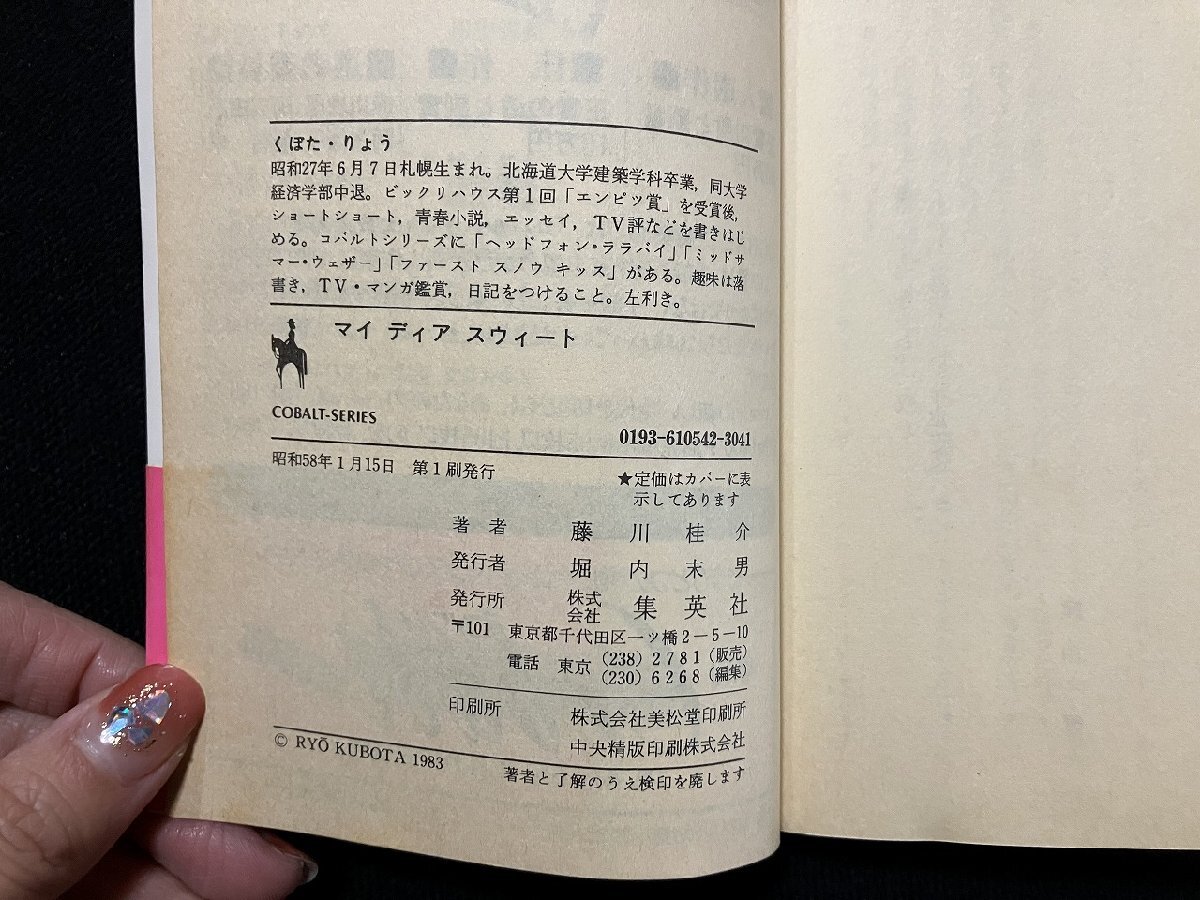 くぼた・りょう
昭和27年6月7日札幌生まれ。北海道大学建築学科卒業，同大学
経済学部中退。ビックリハウス第1回「エンピツ賞」を受賞後，
ショートショート，青春小説，エッセイ，TV評などを書きはじ
める。コバルトシリーズに「ヘッドフォン・ララバイ」「ミッドサ
マー・ウェザー」「ファースト スノウ キッス」がある。趣味は落
書き，TV・マンガ鑑賞，日記をつけること。左利き。
マイ ディア スウィート
COBALT-SERIES
0193-610542-3041
昭和58年1月15日 第1刷発行
★定価はカバーに表
示してあります
著者 藤川桂介
発行者 堀内末男
発行所 株式会社 集英社
〒101 東京都千代田区一ツ橋2-5-10
電話 東京 (238) 2781 (販売)
(230) 6268 (編集)
印刷所 株式会社美松堂印刷所
中央精版印刷株式会社
© RYŌ KUBOTA 1983
著者と了解のうえ検印を廃します